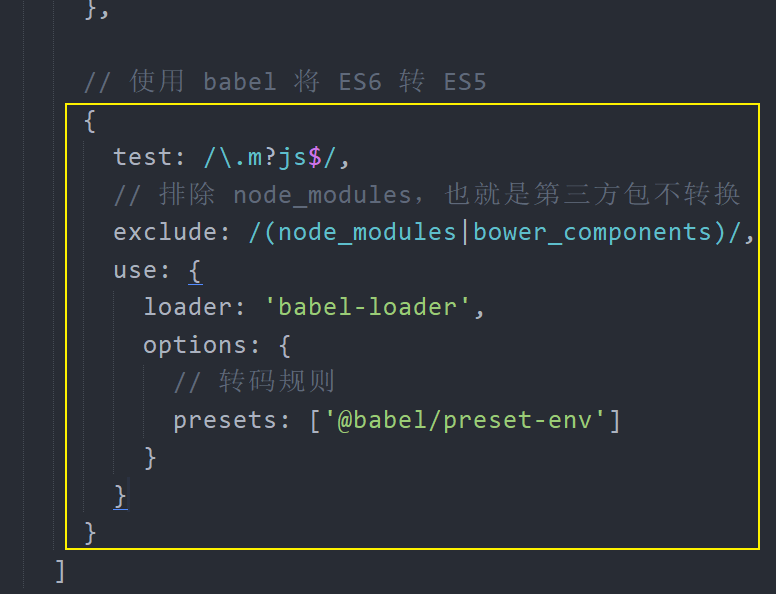 },
// 使用 babel 将 ES6 转 ES5
{
test: /\.m?js$/,
// 排除 node_modules，也就是第三方包不转换
exclude: /(node_modules|bower_components)/,
use: {
loader: 'babel-loader',
options: {
// 转码规则
presets: ['@babel/preset-env']
}
}
}
]